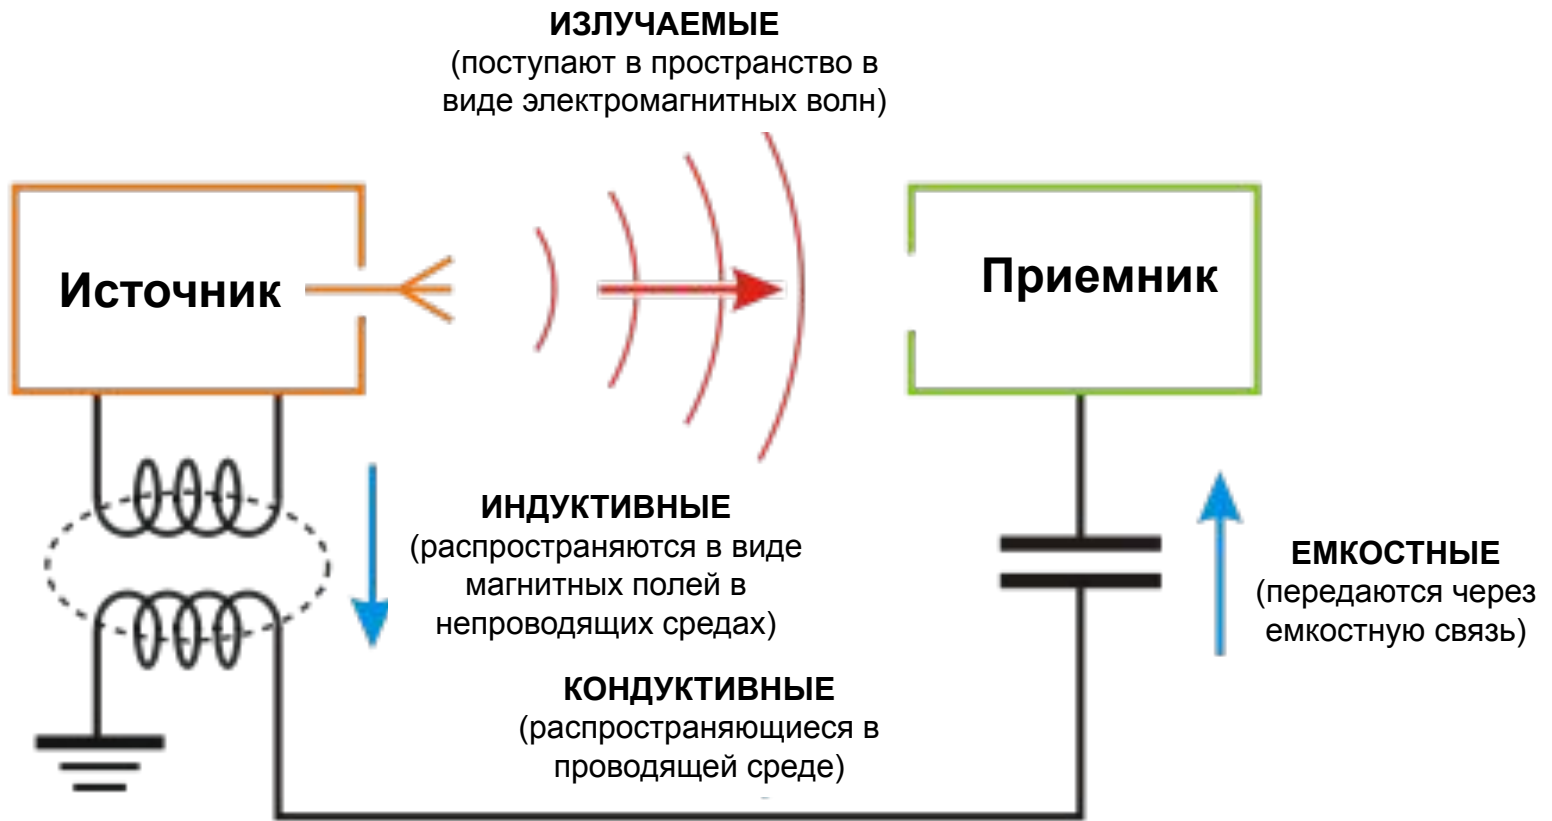 ИЗЛУЧАЕМЫЕ
(поступают в пространство в
виде электромагнитных волн)
Источник
Приемник
ИНДУКТИВНЫЕ
(распространяются в виде
магнитных полей в
непроводящих средах)
ЕМКОСТНЫЕ
(передаются через
емкостную связь)
КОНДУКТИВНЫЕ
(распространяющиеся в
проводящей среде)